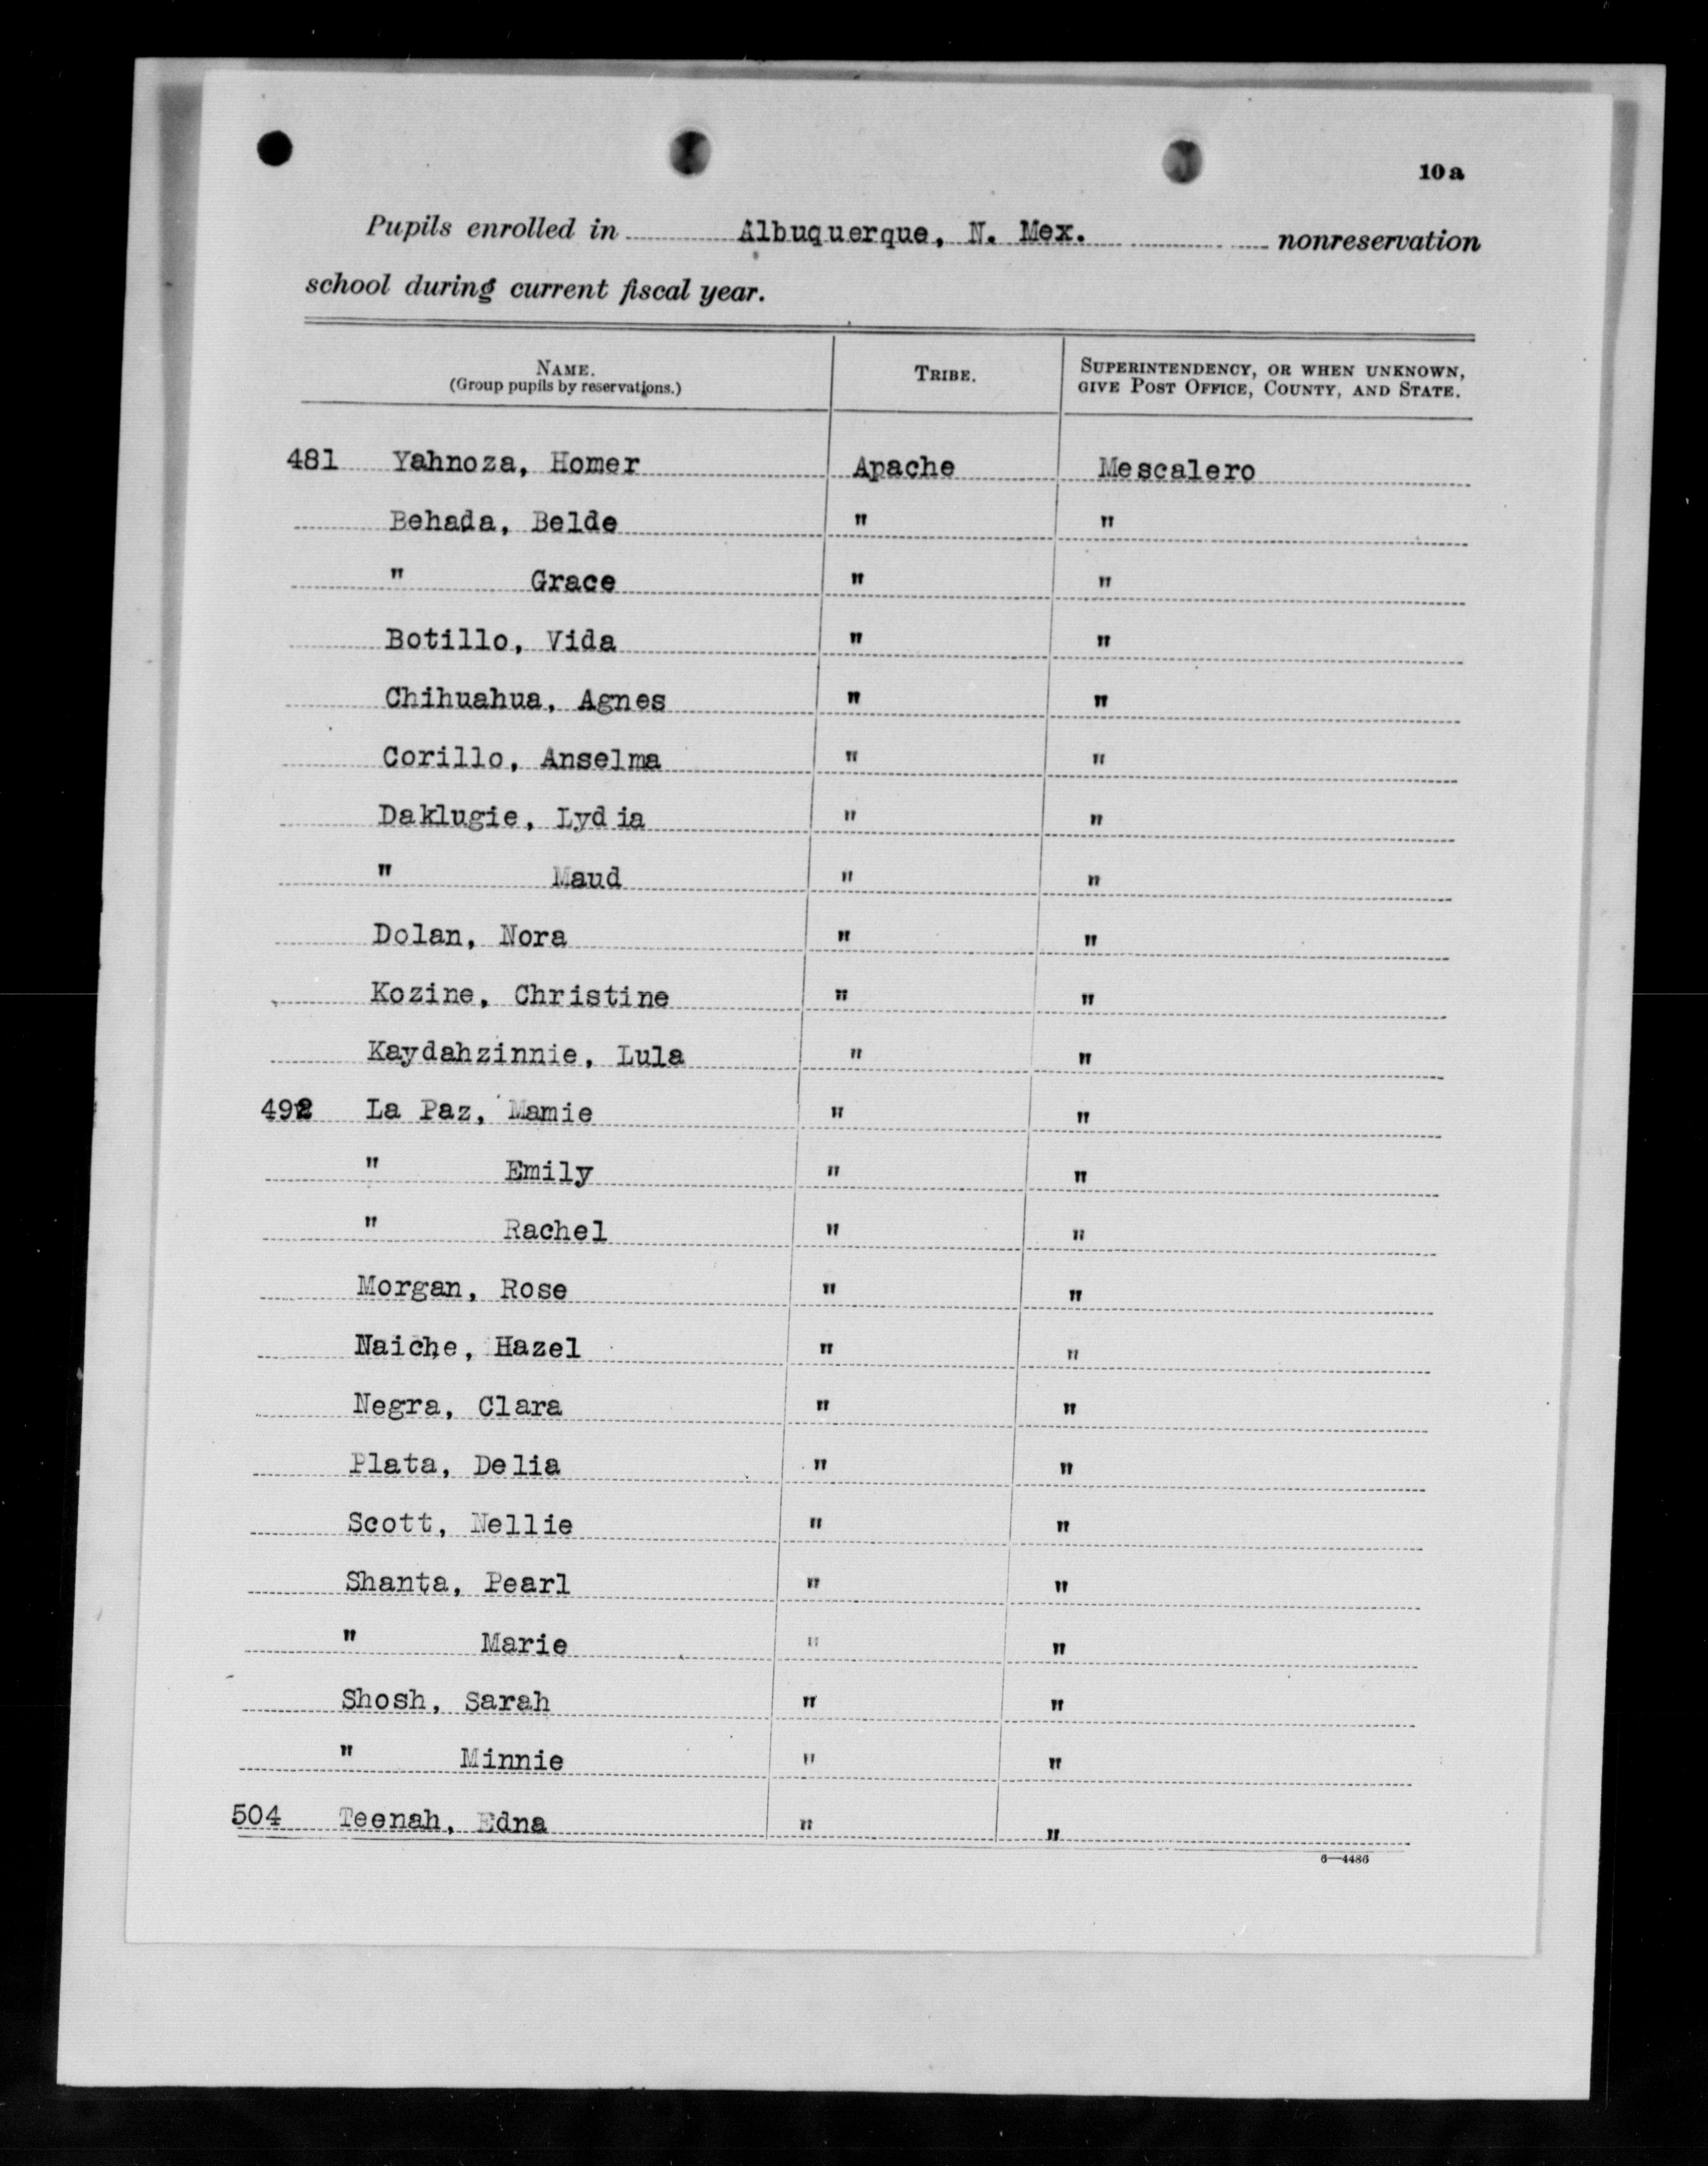 10a
Pupils enrolled in Albuquerque, N. Mex. nonreservation
school during current fiscal year.
NAME. TRIBE. SUPERINTENDENCY, OR WHEN UNKNOWN,
(Group pupils by reservations.) GIVE POST OFFICE, COUNTY, AND STATE.
481 Yahnoza, Homer Apache Mescalero
Behada, Belde " "
" Grace " "
Botillo, Vida " "
Chihuahua, Agnes " "
Corillo, Anselma " "
Daklugie, Lydia " "
" Maud " "
Dolan, Nora " "
Kozine, Christine " "
Kaydahzinnie, Lula " "
492 La Paz, Mamie " "
" Emily " "
" Rachel " "
Morgan, Rose " "
Naiche, Hazel " "
Negra, Clara " "
Plata, Delia " "
Scott, Nellie " "
Shanta, Pearl " "
" Marie " "
Shosh, Sarah " "
" Minnie " "
504 Teenah, Edna " "
6—4486